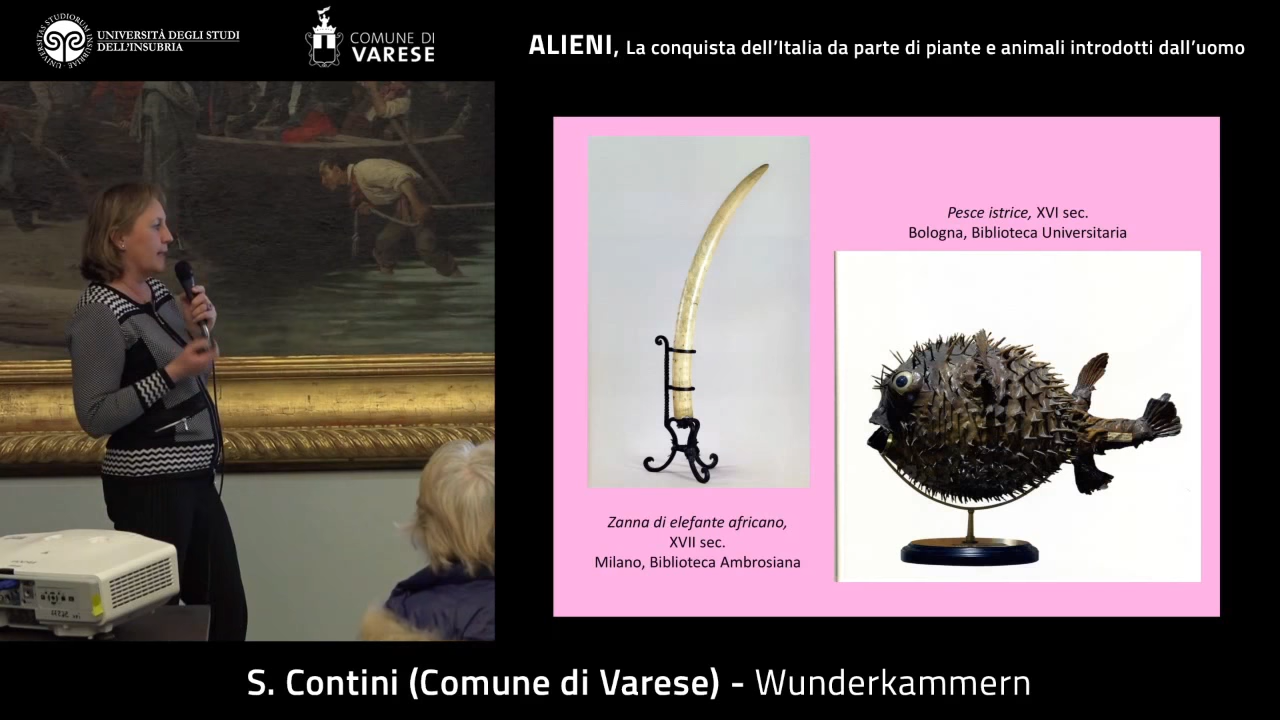 UNIVERSITÀ DEGLI STUDI
DELL'INSUBRIA
COMUNE DI
VARESE
ALIENI, La conquista dell'Italia da parte di piante e animali introdotti dall'uomo
Pesce istrice, XVI sec.
Bologna, Biblioteca Universitaria
Zanna di elefante africano,
XVII sec.
Milano, Biblioteca Ambrosiana
S. Contini (Comune di Varese) - Wunderkammern